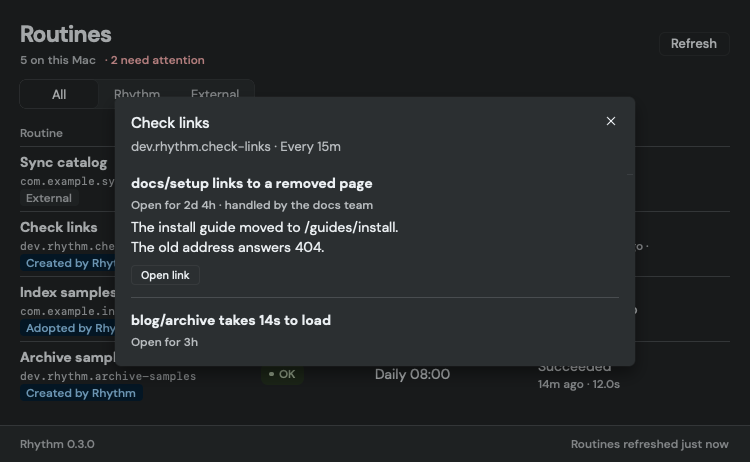 Routines
5 on this Mac · 2 need attention
Refresh
All
Rhythm
External
Routine
Check links
dev.rhythm.check-links · Every 15m
docs/setup links to a removed page
Open for 2d 4h · handled by the docs team
The install guide moved to /guides/install.
The old address answers 404.
Open link
blog/archive takes 14s to load
Open for 3h
Sync catalog
com.example.sy
External
Check links
dev.rhythm.che
Created by Rhyt
Index samples
com.example.in
Adopted by Rhy
Archive sampl
dev.rhythm.archive-samples
Created by Rhythm
OK
Daily 08:00
Succeeded
14m ago · 12.0s
Rhythm 0.3.0
Routines refreshed just now